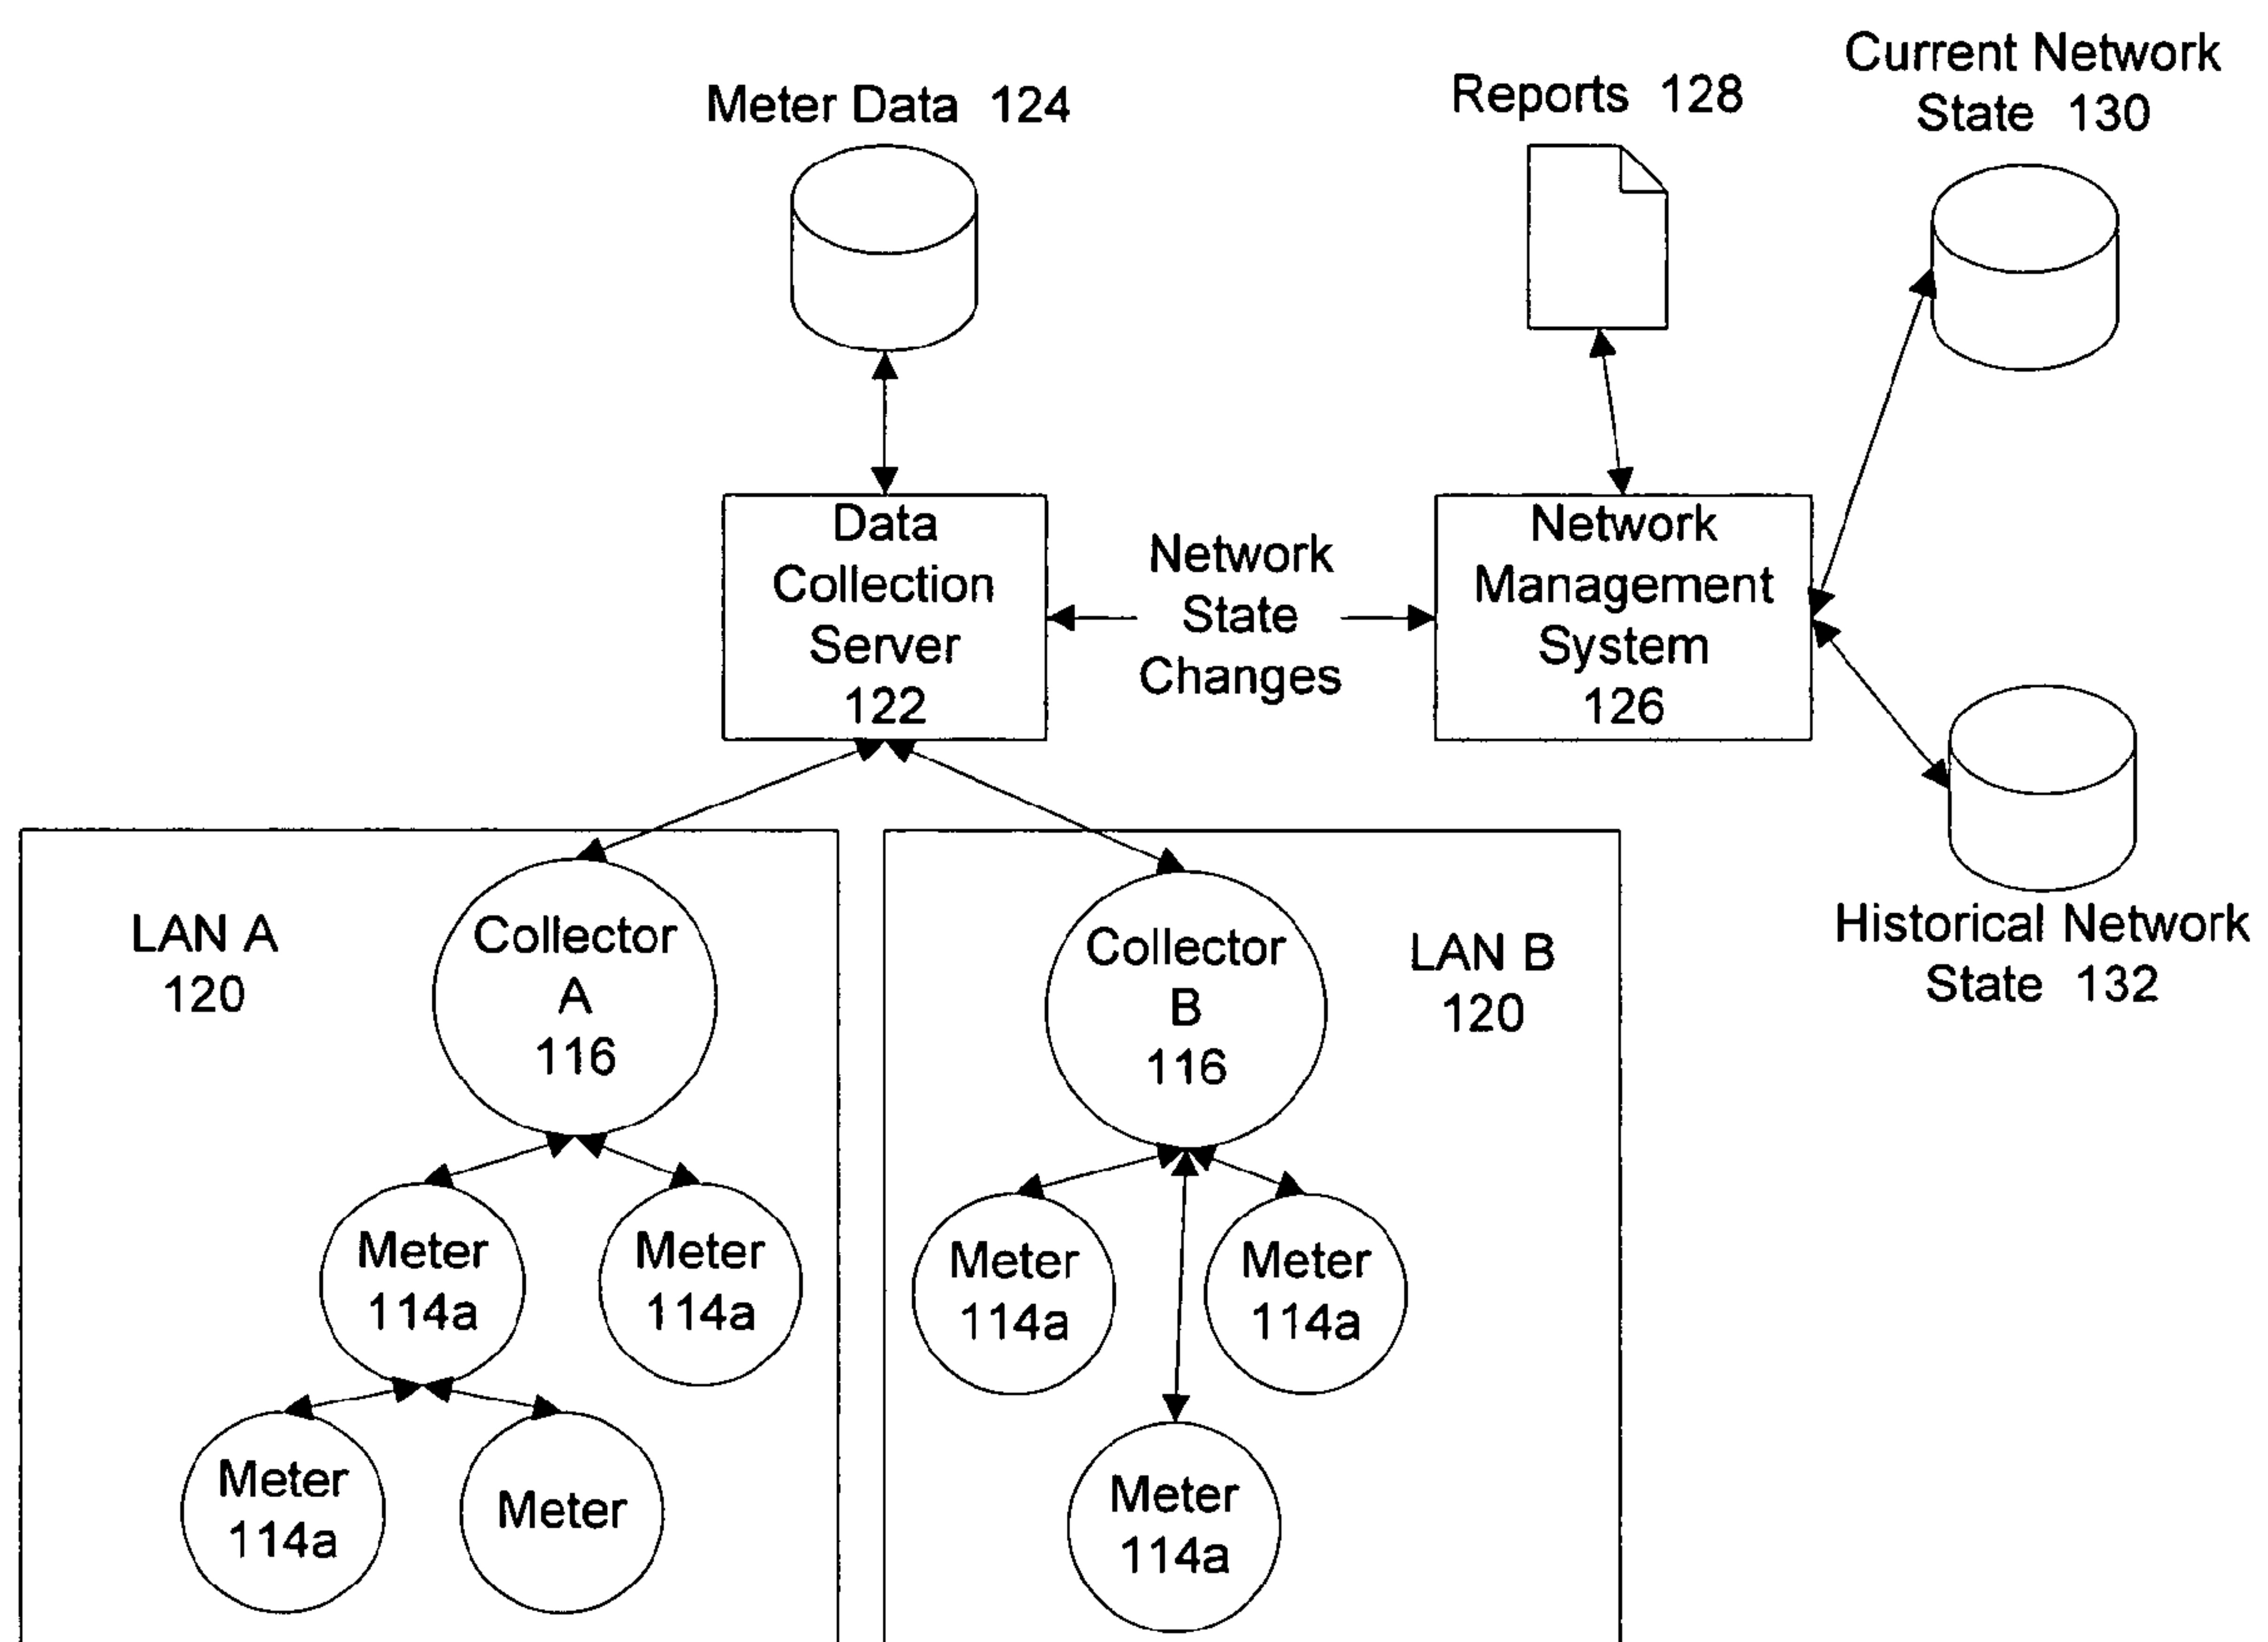 Current Network
State 130
Meter Data 124
Reports 128
Data
Collection
Server
122
Network
State
Changes
Network
Management
System
126
Historical Network
State 132
LAN A
120
Collector
A
116
Collector
B
116
LAN B
120
Meter
114a
Meter
114a
Meter
114a
Meter
114a
Meter
114a
Meter
Meter
114a